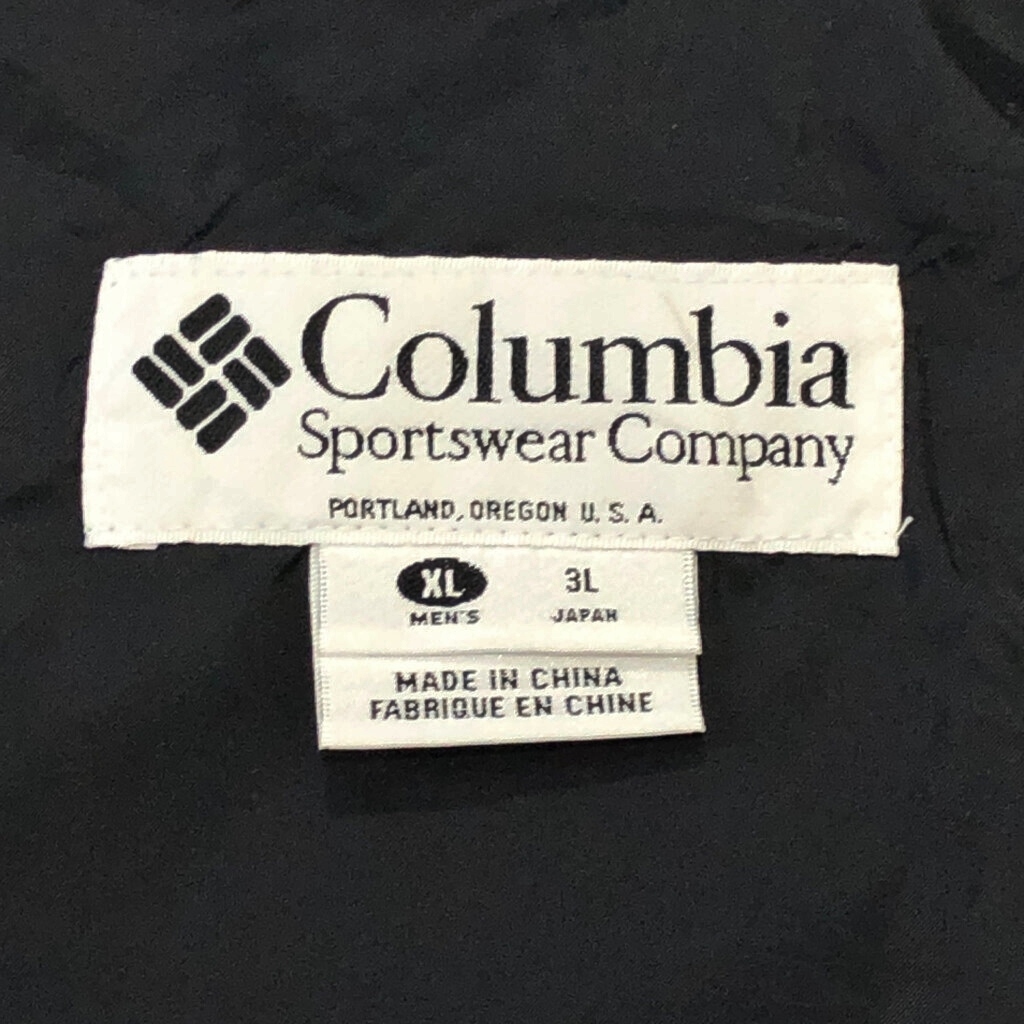 Columbia
Sportswear Company
PORTLAND, OREGON U.S.A.
XL 3L
MEN'S JAPAN
MADE IN CHINA
FABRIQUE EN CHINE